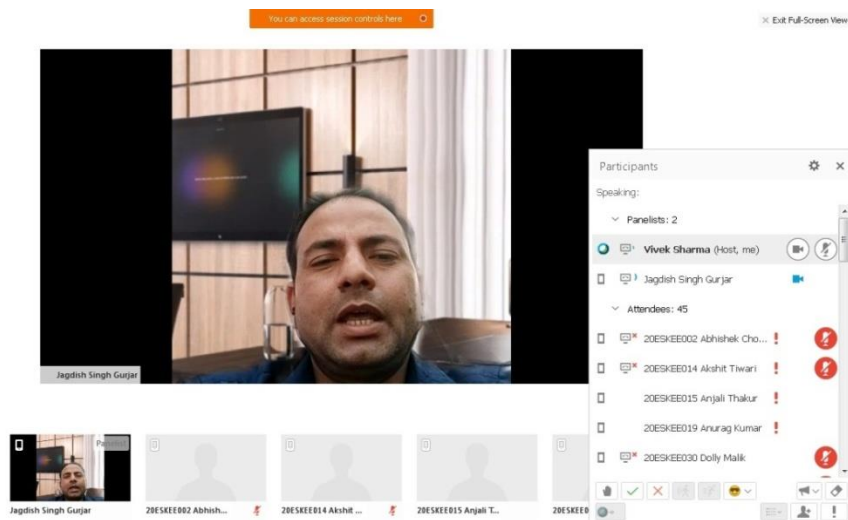 You can access session controls here
Exit Full-Screen View
Participants
Speaking:
Panelists: 2
Vivek Sharma (Host, me)
Jagdish Singh Gurjar
Attendees: 45
20ESKEE002 Abhishek Cho...
20ESKEE014 Akshit Tiwari
20ESKEE015 Anjali Thakur
20ESKEE019 Anurag Kumar
20ESKEE030 Dolly Malik
Jagdish Singh Gurjar
Panelist
Jagdish Singh Gurjar
20ESKEE002 Abhish...
20ESKEE014 Akshit ...
20ESKEE015 Anjali T...
20ESKEE0